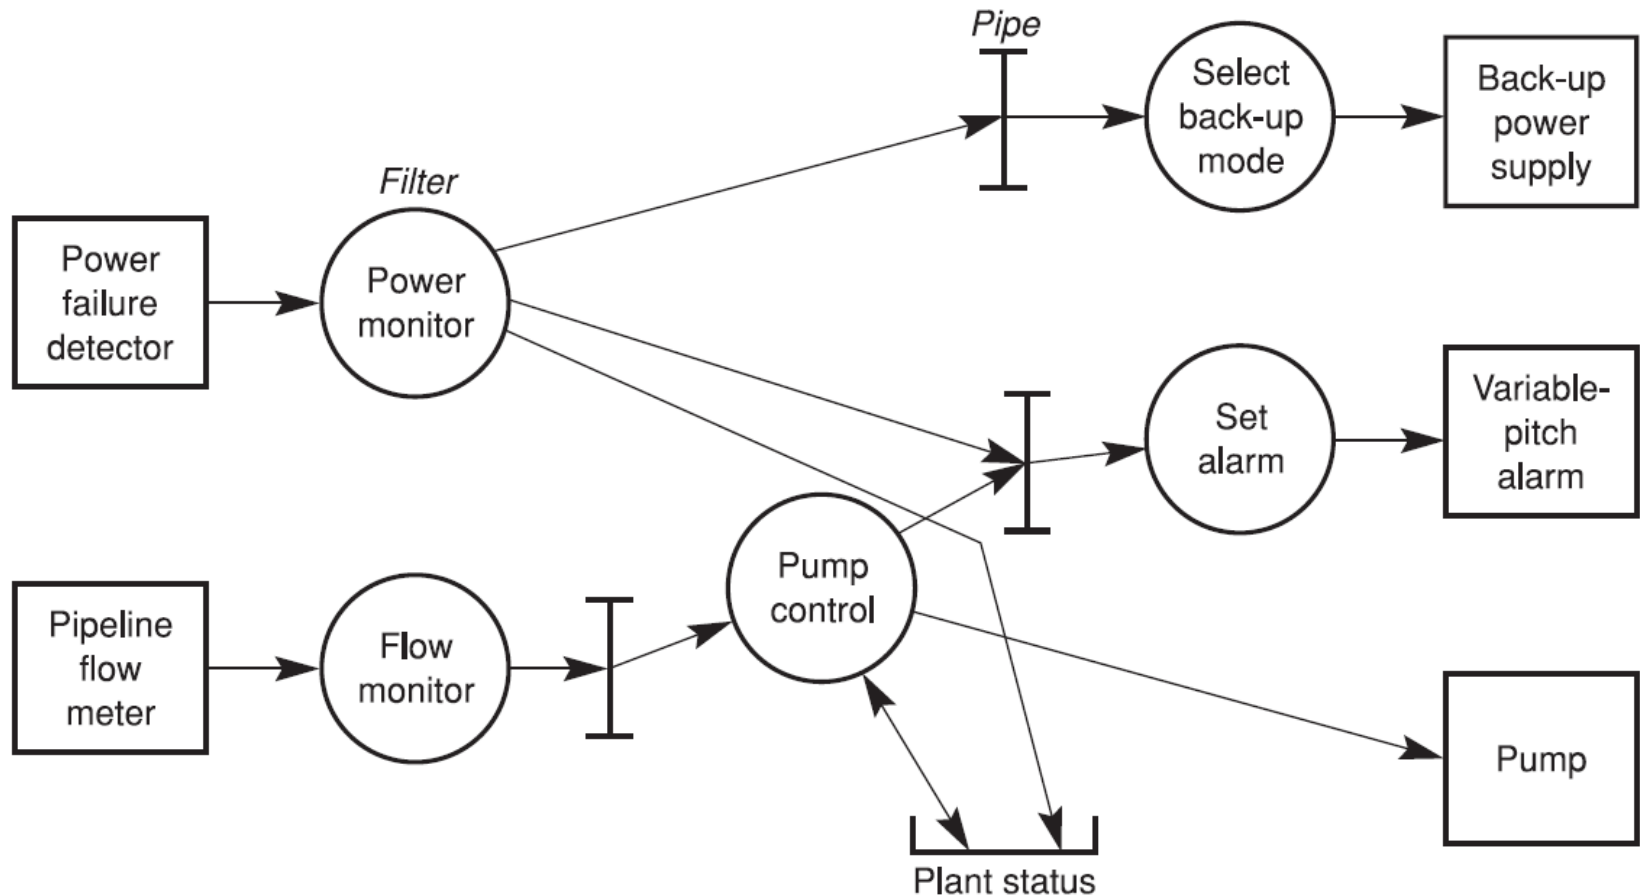 Pipe
Select
back-up
mode
Back-up
power
supply
Filter
Power
failure
detector
Power
monitor
Set
alarm
Variable-
pitch
alarm
Pump
control
Pipeline
flow
meter
Flow
monitor
Pump
Plant status